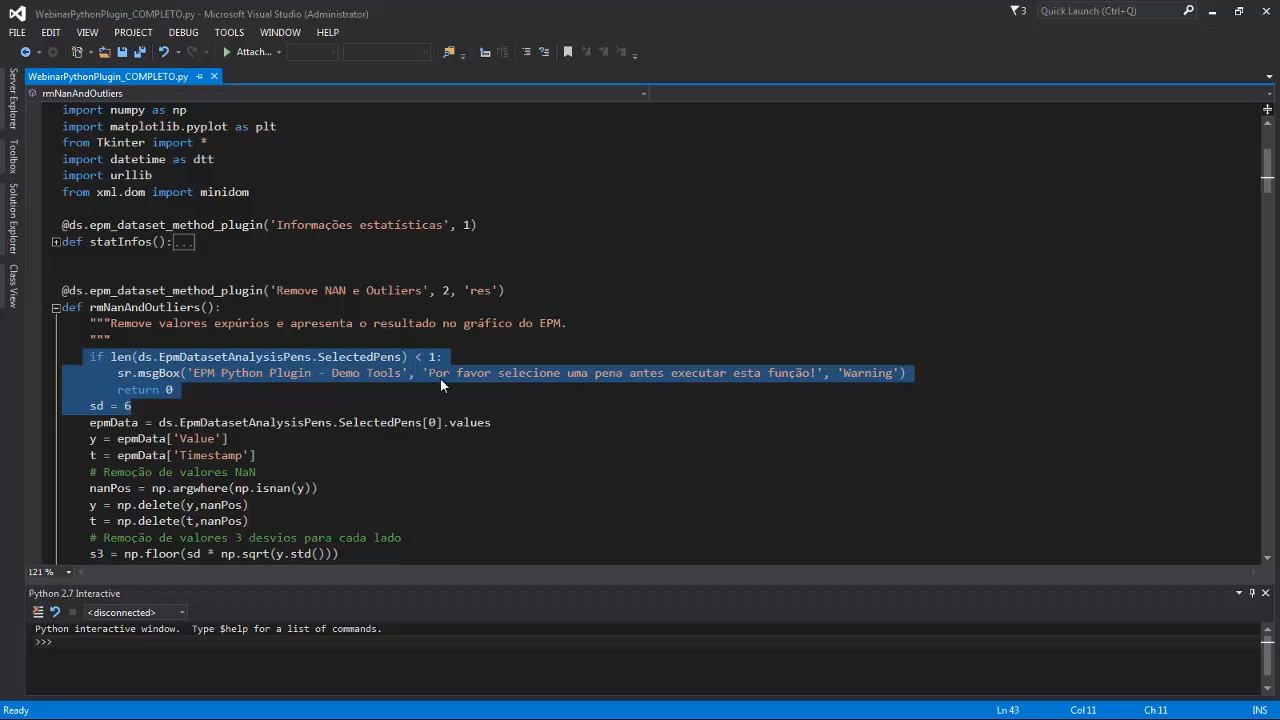 WebinarPythonPlugin_COMPLETO.py - Microsoft Visual Studio (Administrator)
3
Quick Launch (Ctrl+Q)
FILE EDIT VIEW PROJECT DEBUG TOOLS WINDOW HELP
Attach...
WebinarPythonPlugin_COMPLETO.py
rmNanAndOutliers
Server Explorer
Toolbox
Solution Explorer
Class View
import numpy as np
import matplotlib.pyplot as plt
from Tkinter import *
import datetime as dtt
import urllib
from xml.dom import minidom
@ds.epm_dataset_method_plugin('Informações estatísticas', 1)
def statInfos():...
@ds.epm_dataset_method_plugin('Remove NAN e Outliers', 2, 'res')
def rmNanAndOutliers():
"""Remove valores expúrios e apresenta o resultado no gráfico do EPM.
"""
if len(ds.EpmDatasetAnalysisPens.SelectedPens) < 1:
sr.msgBox('EPM Python Plugin - Demo Tools', 'Por favor selecione uma pena antes executar esta função!', 'Warning')
return 0
sd = 6
epmData = ds.EpmDatasetAnalysisPens.SelectedPens[0].values
y = epmData['Value']
t = epmData['Timestamp']
# Remoção de valores NaN
nanPos = np.argwhere(np.isnan(y))
y = np.delete(y,nanPos)
t = np.delete(t,nanPos)
# Remoção de valores 3 desvios para cada lado
s3 = np.floor(sd * np.sqrt(y.std()))
121 %
Python 2.7 Interactive
<disconnected>
Python interactive window. Type $help for a list of commands.
>>>
Ready
Ln 43 Col 11 Ch 11 INS